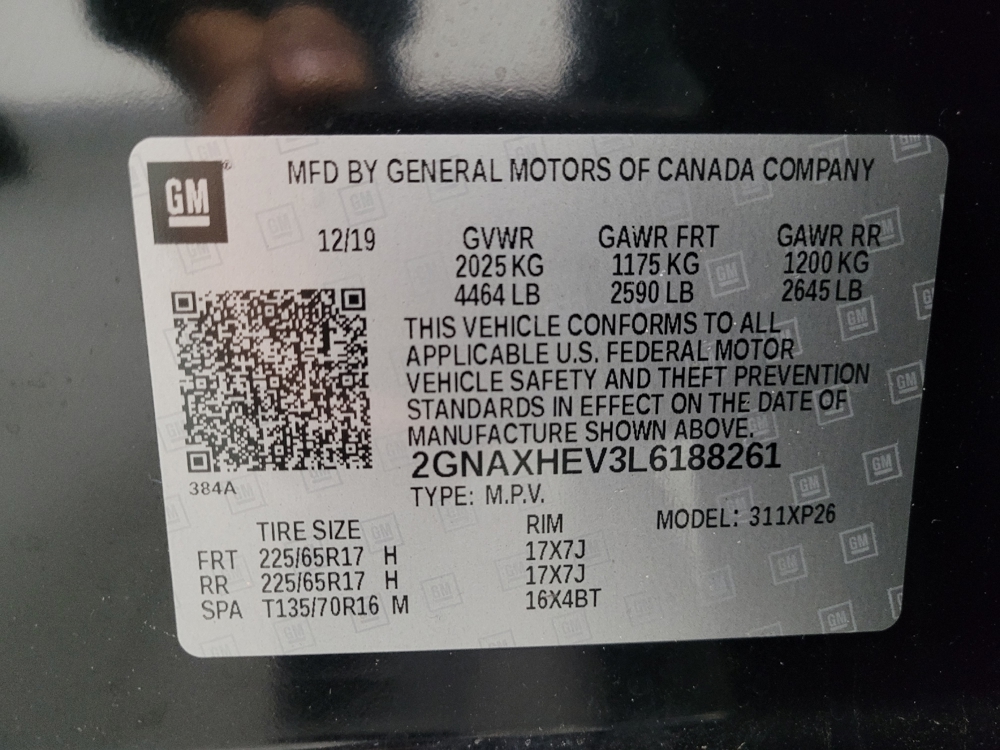 GM®
MFD BY GENERAL MOTORS OF CANADA COMPANY
12/19 GVWR GAWR FRT GAWR RR
2025 KG 1175 KG 1200 KG
4464 LB 2590 LB 2645 LB
THIS VEHICLE CONFORMS TO ALL
APPLICABLE U.S. FEDERAL MOTOR
VEHICLE SAFETY AND THEFT PREVENTION
STANDARDS IN EFFECT ON THE DATE OF
MANUFACTURE SHOWN ABOVE.
2GNAXHEV3L6188261
384A
TYPE: M.P.V.
TIRE SIZE RIM MODEL: 311XP26
FRT 225/65R17 H 17X7J
RR 225/65R17 H 17X7J
SPA T135/70R16 M 16X4BT